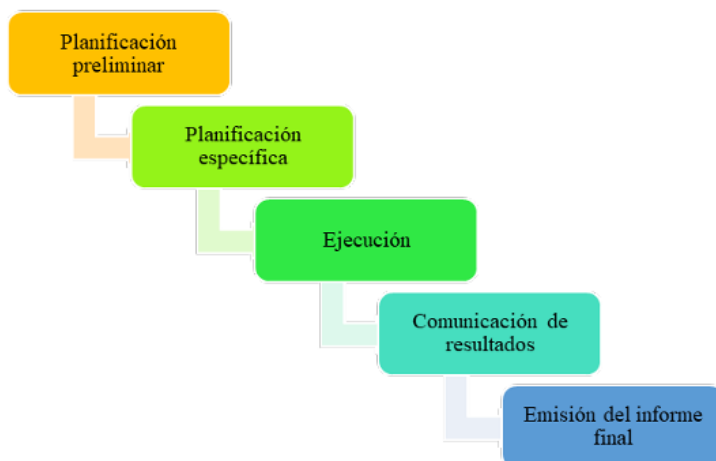 Planificación
preliminar
Planificación
específica
Ejecución
Comunicación de
resultados
Emisión del informe
final